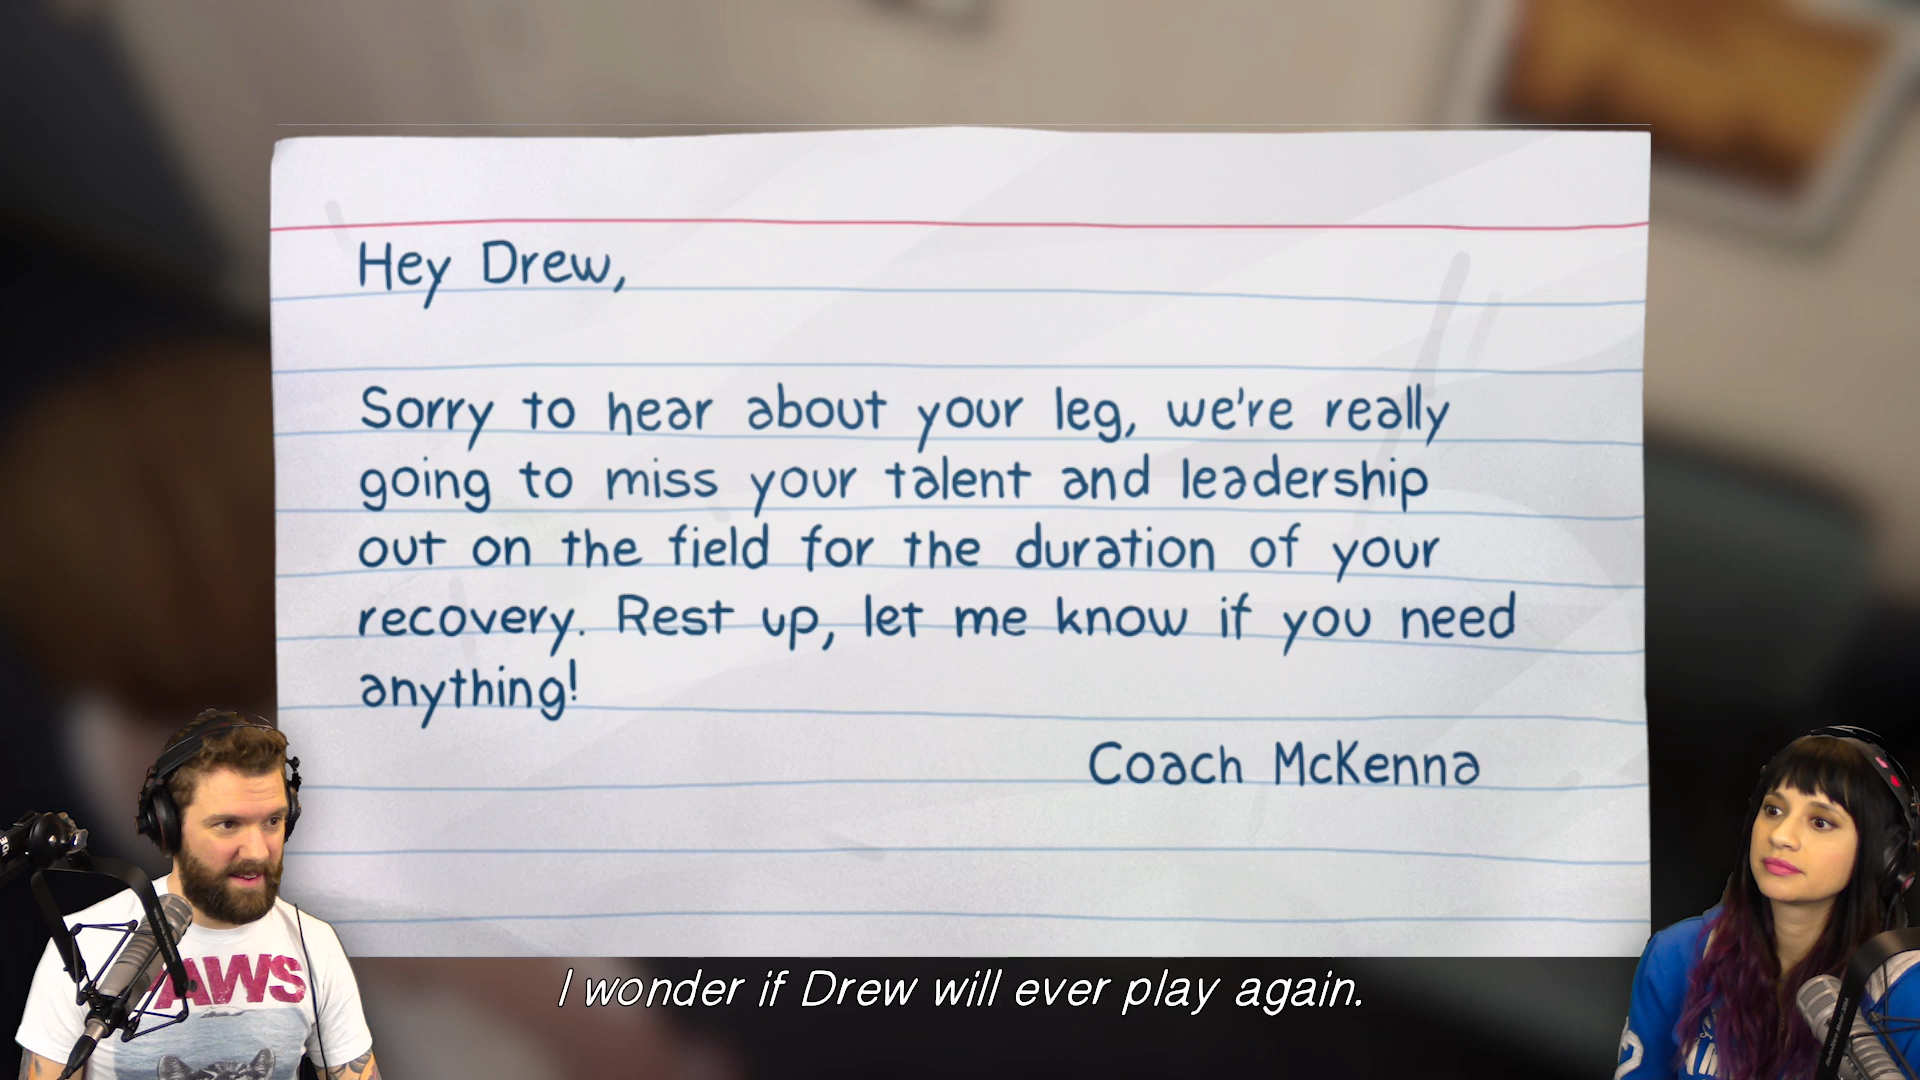 Hey Drew,
Sorry to hear about your leg, we're really
going to miss your talent and leadership
out on the field for the duration of your
recovery. Rest up, let me know if you need
anything!
Coach McKenna
AWS
I wonder if Drew will ever play again.